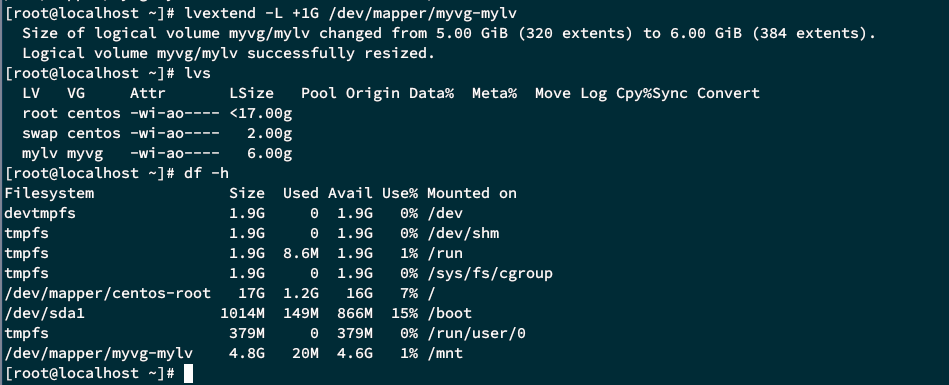 [root@localhost ~]# lvextend -L +1G /dev/mapper/myvg-mylv
  Size of logical volume myvg/mylv changed from 5.00 GiB (320 extents) to 6.00 GiB (384 extents).
  Logical volume myvg/mylv successfully resized.
[root@localhost ~]# lvs
  LV   VG     Attr       LSize   Pool Origin Data%  Meta%  Move Log Cpy%Sync Convert
  root centos -wi-ao---- <17.00g
  swap centos -wi-ao----   2.00g
  mylv myvg   -wi-ao----   6.00g
[root@localhost ~]# df -h
Filesystem               Size  Used Avail Use% Mounted on
devtmpfs                 1.9G     0  1.9G   0% /dev
tmpfs                    1.9G     0  1.9G   0% /dev/shm
tmpfs                    1.9G  8.6M  1.9G   1% /run
tmpfs                    1.9G     0  1.9G   0% /sys/fs/cgroup
/dev/mapper/centos-root   17G  1.2G   16G   7% /
/dev/sda1               1014M  149M  866M  15% /boot
tmpfs                    379M     0  379M   0% /run/user/0
/dev/mapper/myvg-mylv    4.8G   20M  4.6G   1% /mnt
[root@localhost ~]#